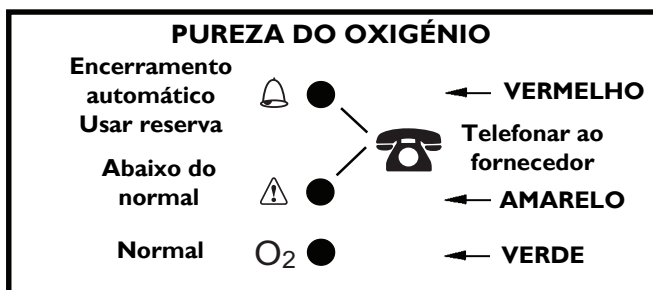 PUREZA DO OXIGÉNIO
Encerramento
automático
Usar reserva
VERMELHO
Telefonar ao
fornecedor
Abaixo do
normal
AMARELO
Normal
O2
VERDE